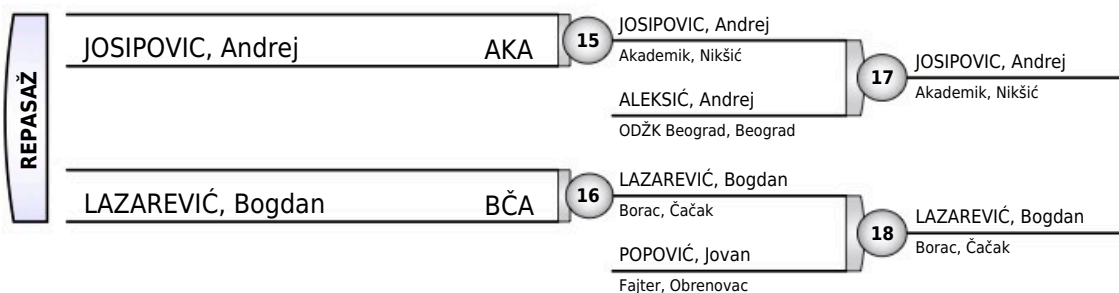 REPASAŽ
JOSIPOVIC, Andrej AKA
15
JOSIPOVIC, Andrej
Akademik, Nikšić
ALEKSIĆ, Andrej
ODŽK Beograd, Beograd
17
JOSIPOVIC, Andrej
Akademik, Nikšić
LAZAREVIĆ, Bogdan BČA
16
LAZAREVIĆ, Bogdan
Borac, Čačak
POPOVIĆ, Jovan
Fajter, Obrenovac
18
LAZAREVIĆ, Bogdan
Borac, Čačak